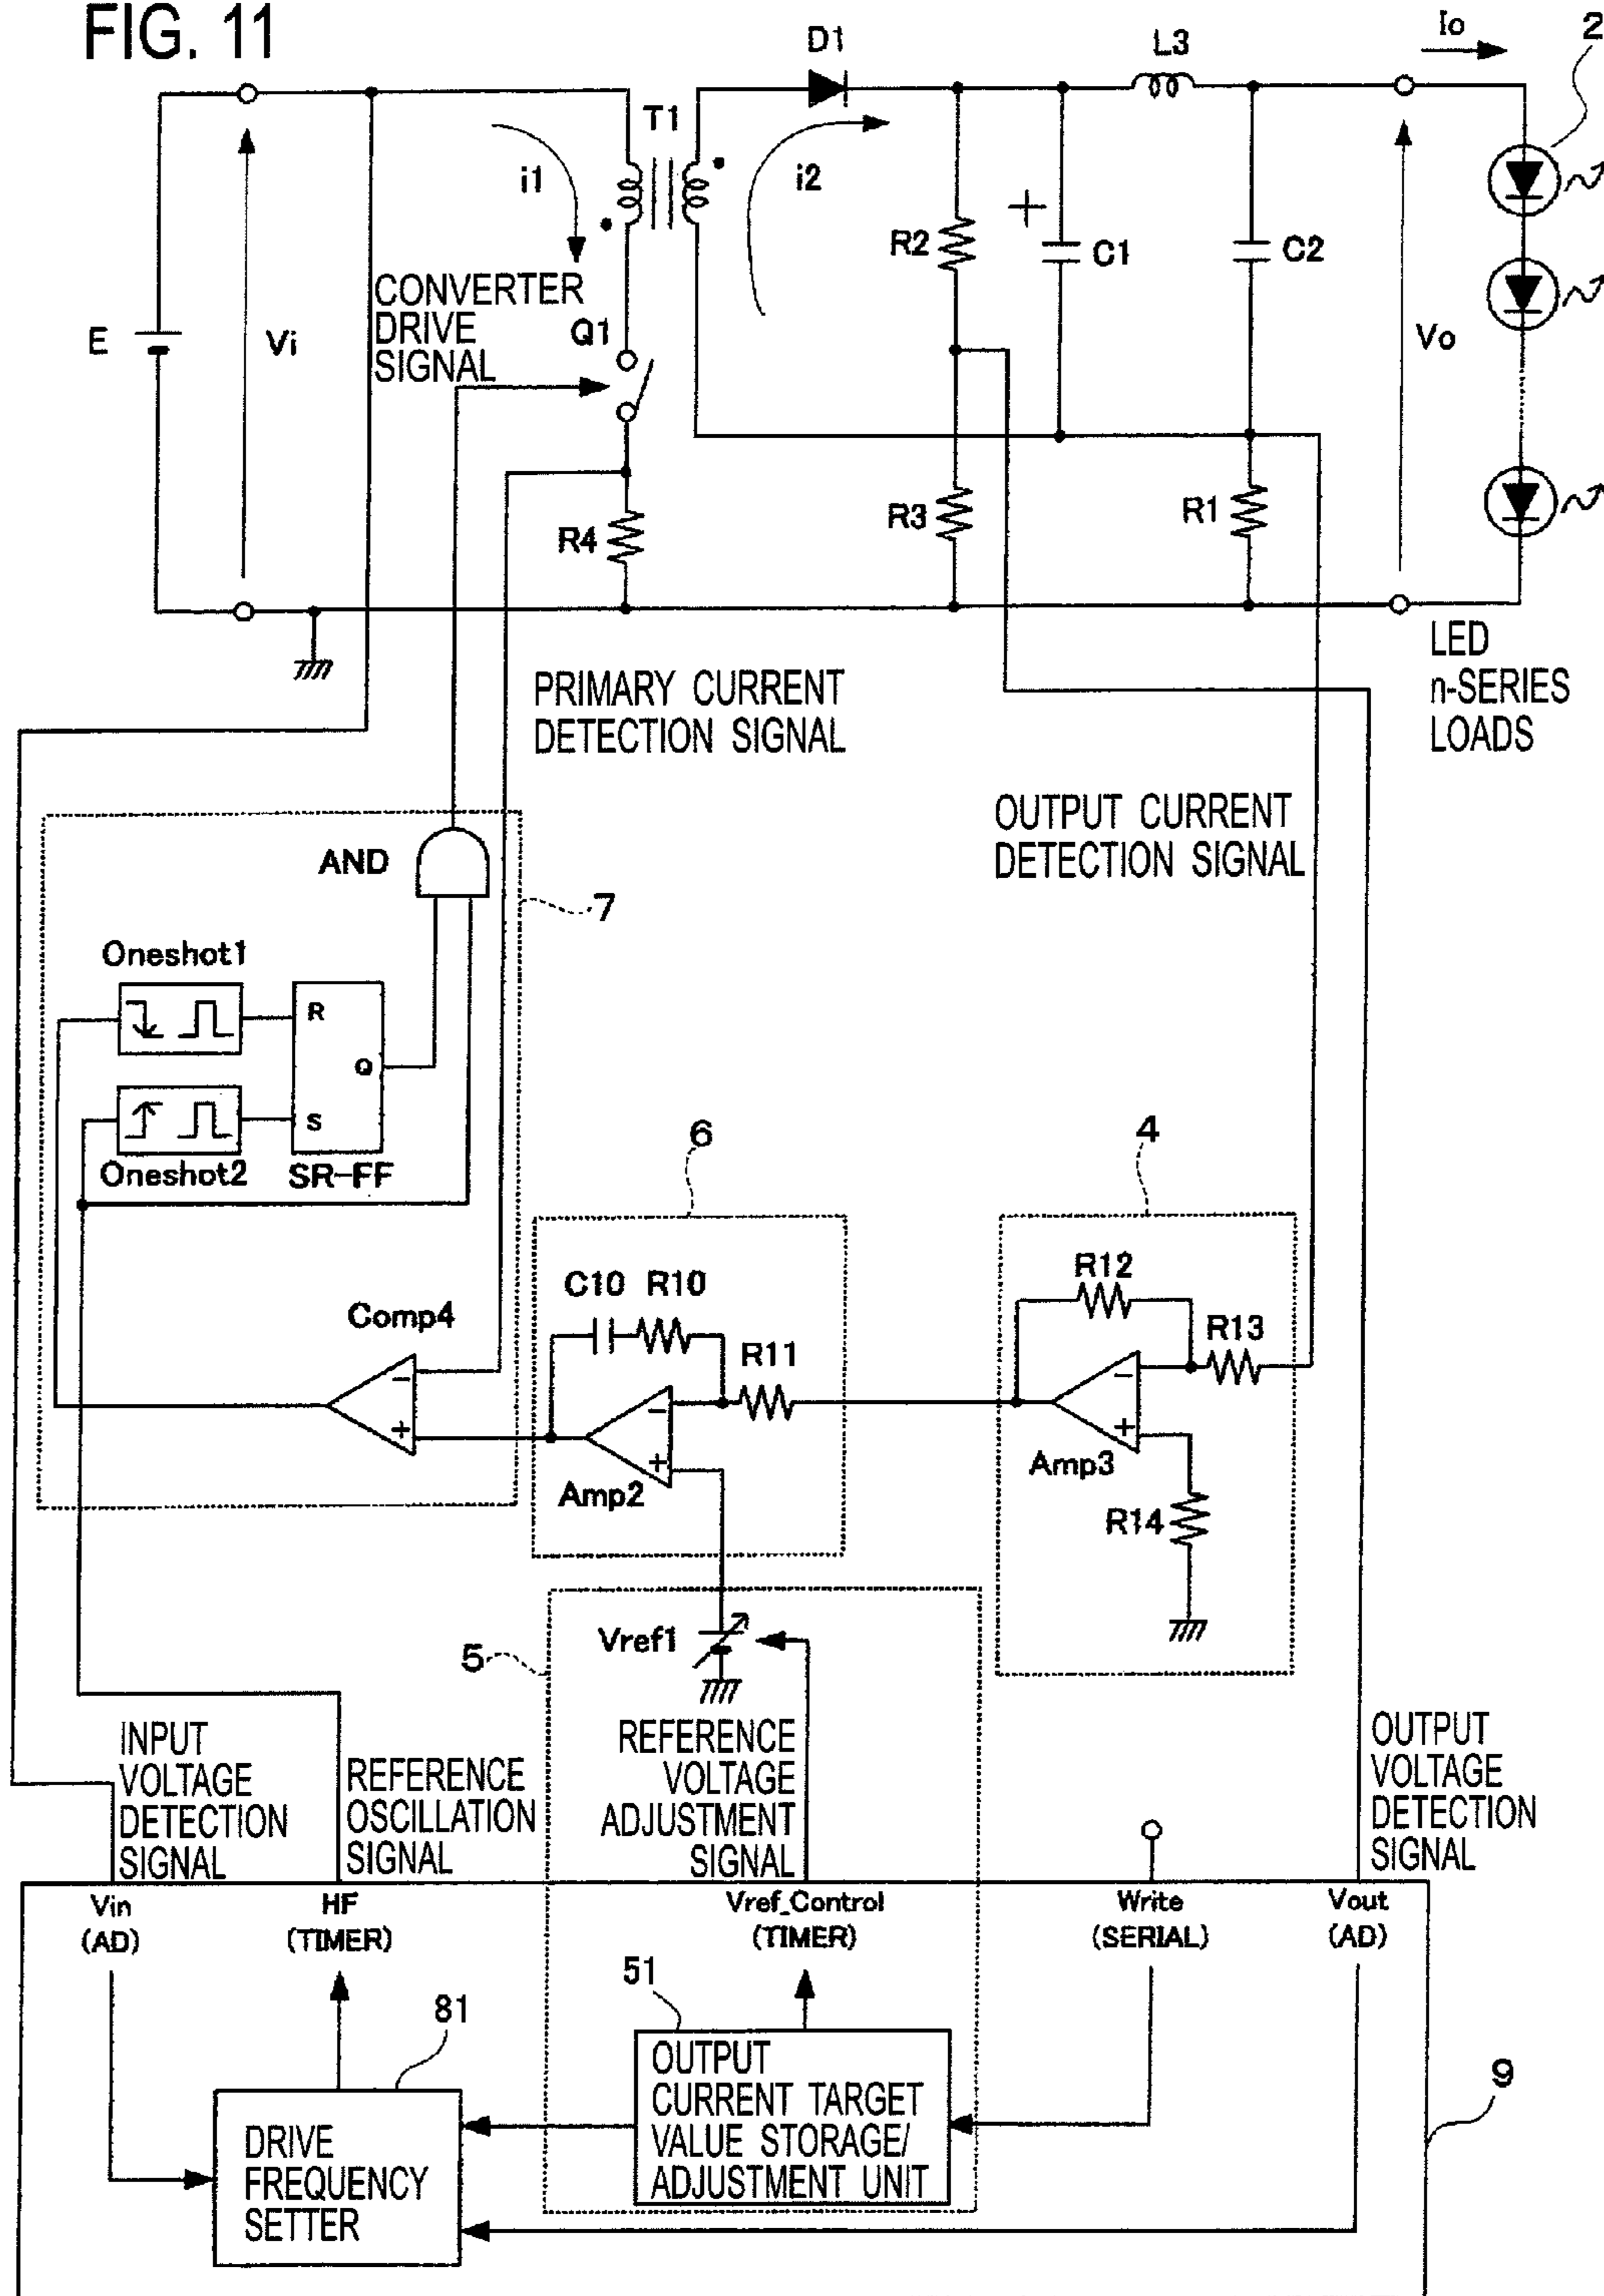 FIG. 11
D1
L3
Io
2
T1
i1
i2
+
R2
C1
C2
E
Vi
CONVERTER
DRIVE
SIGNAL
Q1
Vo
R4
R3
R1
PRIMARY CURRENT
DETECTION SIGNAL
LED
n-SERIES
LOADS
OUTPUT CURRENT
DETECTION SIGNAL
AND
7
Oneshot1
R
Q
S
Oneshot2
SR-FF
6
4
C10 R10
R11
R12
R13
Comp4
−
+
−
+
Amp2
−
+
Amp3
R14
Vref1
5
INPUT
VOLTAGE
DETECTION
SIGNAL
REFERENCE
OSCILLATION
SIGNAL
REFERENCE
VOLTAGE
ADJUSTMENT
SIGNAL
OUTPUT
VOLTAGE
DETECTION
SIGNAL
Vin
(AD)
HF
(TIMER)
Vref_Control
(TIMER)
Write
(SERIAL)
Vout
(AD)
81
51
9
DRIVE
FREQUENCY
SETTER
OUTPUT
CURRENT TARGET
VALUE STORAGE/
ADJUSTMENT UNIT